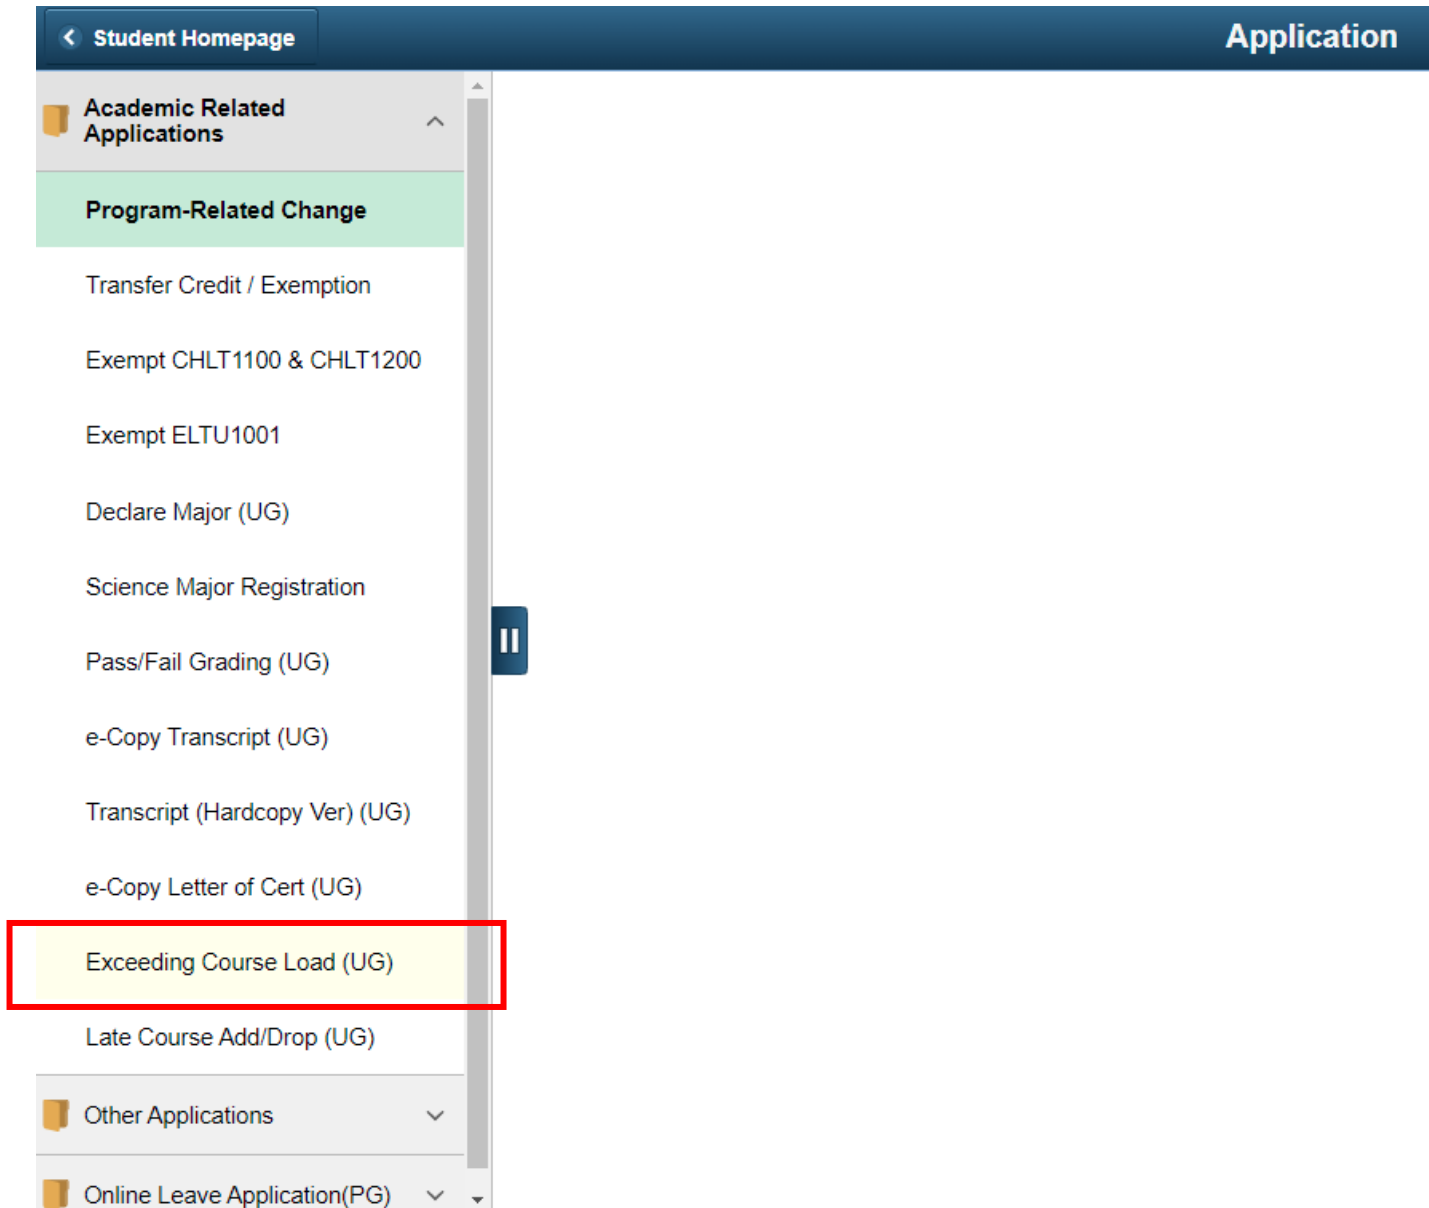 Student Homepage
Application
Academic Related
Applications
Program-Related Change
Transfer Credit / Exemption
Exempt CHLT1100 & CHLT1200
Exempt ELTU1001
Declare Major (UG)
Science Major Registration
Pass/Fail Grading (UG)
e-Copy Transcript (UG)
Transcript (Hardcopy Ver) (UG)
e-Copy Letter of Cert (UG)
Exceeding Course Load (UG)
Late Course Add/Drop (UG)
Other Applications
Online Leave Application(PG)